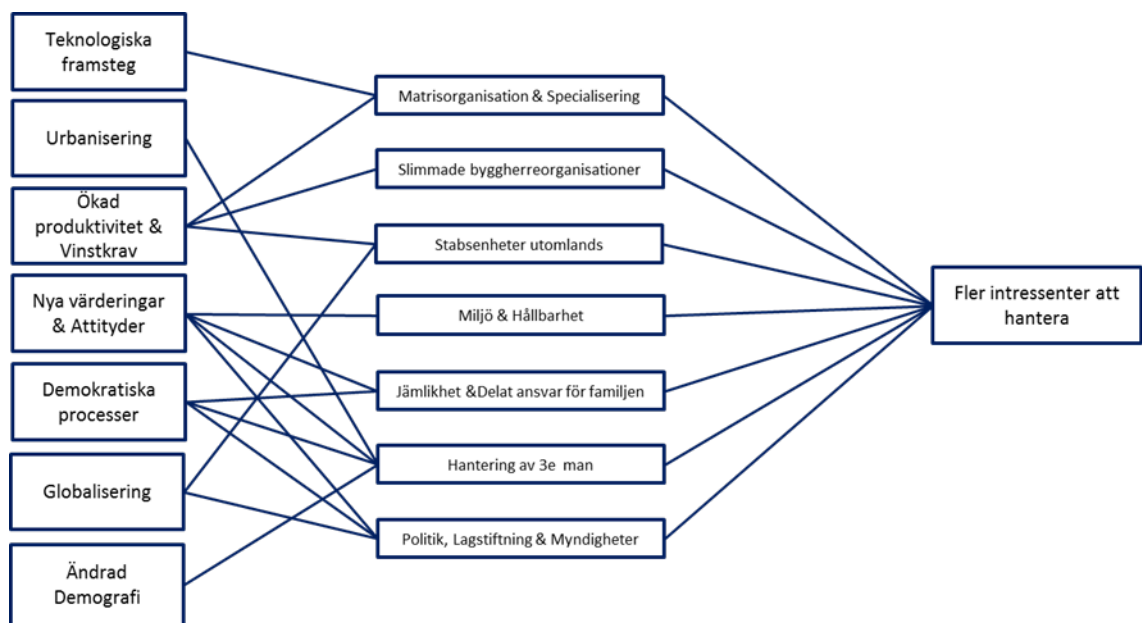 Teknologiska
framsteg
Urbanisering
Ökad
produktivitet &
Vinstkrav
Nya värderingar
& Attityder
Demokratiska
processer
Globalisering
Ändrad
Demografi
Matrisorganisation & Specialisering
Slimmade byggherreorganisationer
Stabsenheter utomlands
Miljö & Hållbarhet
Jämlikhet &Delat ansvar för familjen
Hantering av 3e man
Politik, Lagstiftning & Myndigheter
Fler intressenter att
hantera